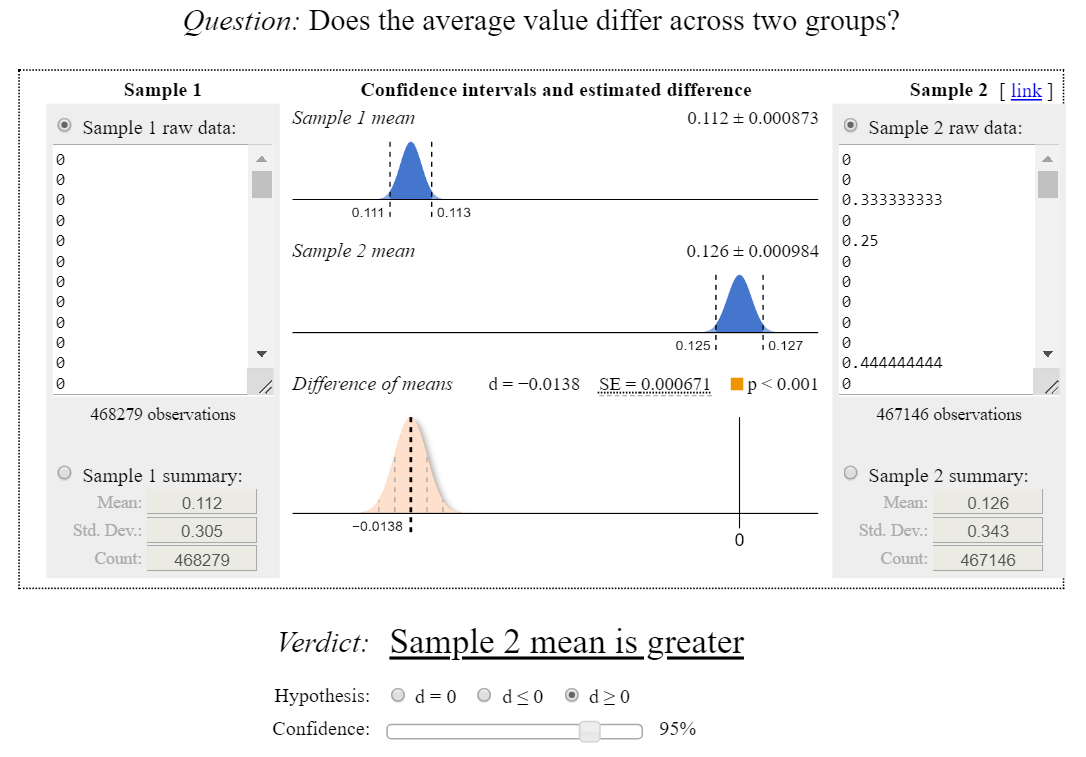 Question: Does the average value differ across two groups?
Sample 1
Confidence intervals and estimated difference
Sample 2 [ link ]
Sample 1 raw data:
0
0
0
0
0
0
0
0
0
0
0
0
468279 observations
Sample 1 summary:
Mean: 0.112
Std. Dev.: 0.305
Count: 468279
Sample 1 mean 0.112 ± 0.000873
0.111 0.113
Sample 2 mean 0.126 ± 0.000984
0.125 0.127
Difference of means d = −0.0138 SE = 0.000671 p < 0.001
−0.0138
0
Sample 2 raw data:
0
0
0.333333333
0
0.25
0
0
0
0
0
0.444444444
0
467146 observations
Sample 2 summary:
Mean: 0.126
Std. Dev.: 0.343
Count: 467146
Verdict: Sample 2 mean is greater
Hypothesis: d = 0 d ≤ 0 d ≥ 0
Confidence: 95%